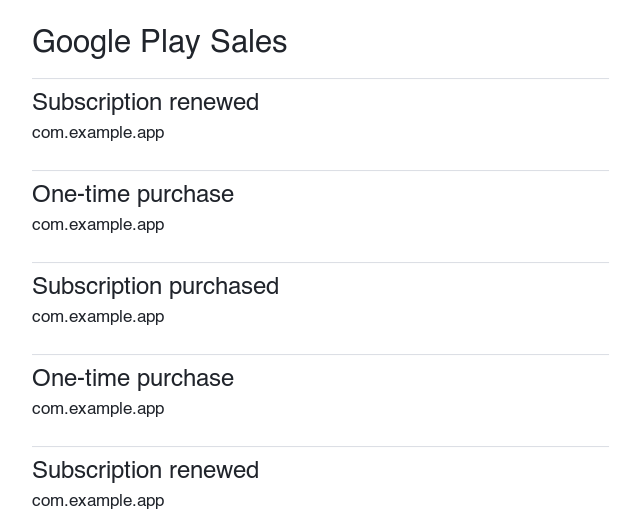 Google Play Sales
Subscription renewed
com.example.app
One-time purchase
com.example.app
Subscription purchased
com.example.app
One-time purchase
com.example.app
Subscription renewed
com.example.app